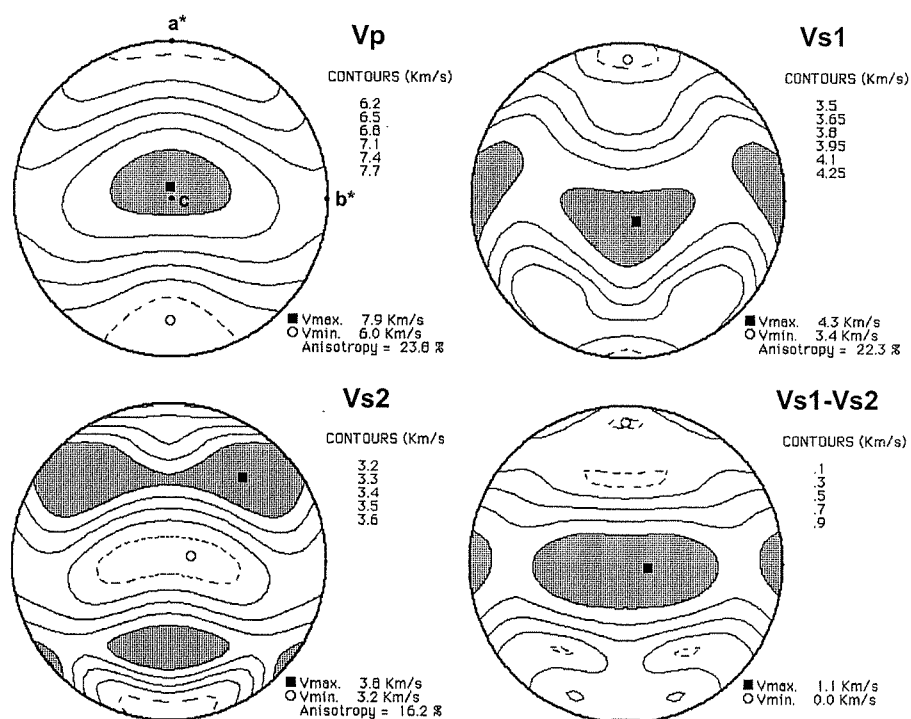 a*
Vp
CONTOURS (Km/s)
6.2
6.5
6.8
7.1
7.4
7.7
c
b*
Vmax. 7.9 Km/s
Vmin. 6.0 Km/s
Anisotropy = 23.6 %
Vs1
CONTOURS (Km/s)
3.5
3.65
3.8
3.95
4.1
4.25
Vmax. 4.3 Km/s
Vmin. 3.4 Km/s
Anisotropy = 22.3 %
Vs2
CONTOURS (Km/s
3.2
3.3
3.4
3.5
3.6
Vmax. 3.8 Km/s
Vmin. 3.2 Km/s
Anisotropy = 16.2 %
Vs1-Vs2
CONTOURS (Km/s)
.1
.3
.5
.7
.9
Vmax. 1.1 Km/s
Vmin. 0.0 Km/s